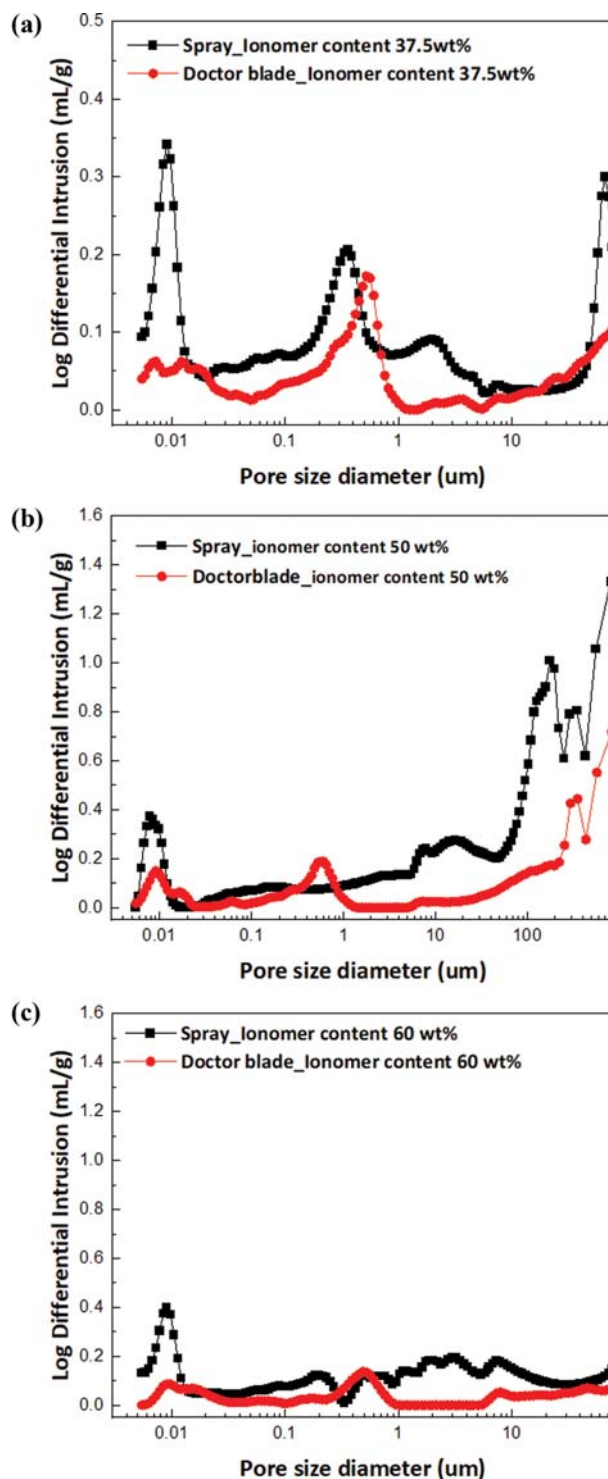 (a)
0.5
0.4
0.3
0.2
0.1
0.0
Log Differential Intrusion (mL/g)
Spray_Ionomer content 37.5wt%
Doctor blade_Ionomer content 37.5wt%
0.01 0.1 1 10
Pore size diameter (um)
(b)
1.6
1.4
1.2
1.0
0.8
0.6
0.4
0.2
0.0
Log Differential Intrusion (mL/g)
Spray_ionomer content 50 wt%
Doctorblade_ionomer content 50 wt%
0.01 0.1 1 10 100
Pore size diameter (um)
(c)
1.6
1.4
1.2
1.0
0.8
0.6
0.4
0.2
0.0
Log Differential Intrusion (mL/g)
Spray_Ionomer content 60 wt%
Doctor blade_Ionomer content 60 wt%
0.01 0.1 1 10
Pore size diameter (um)